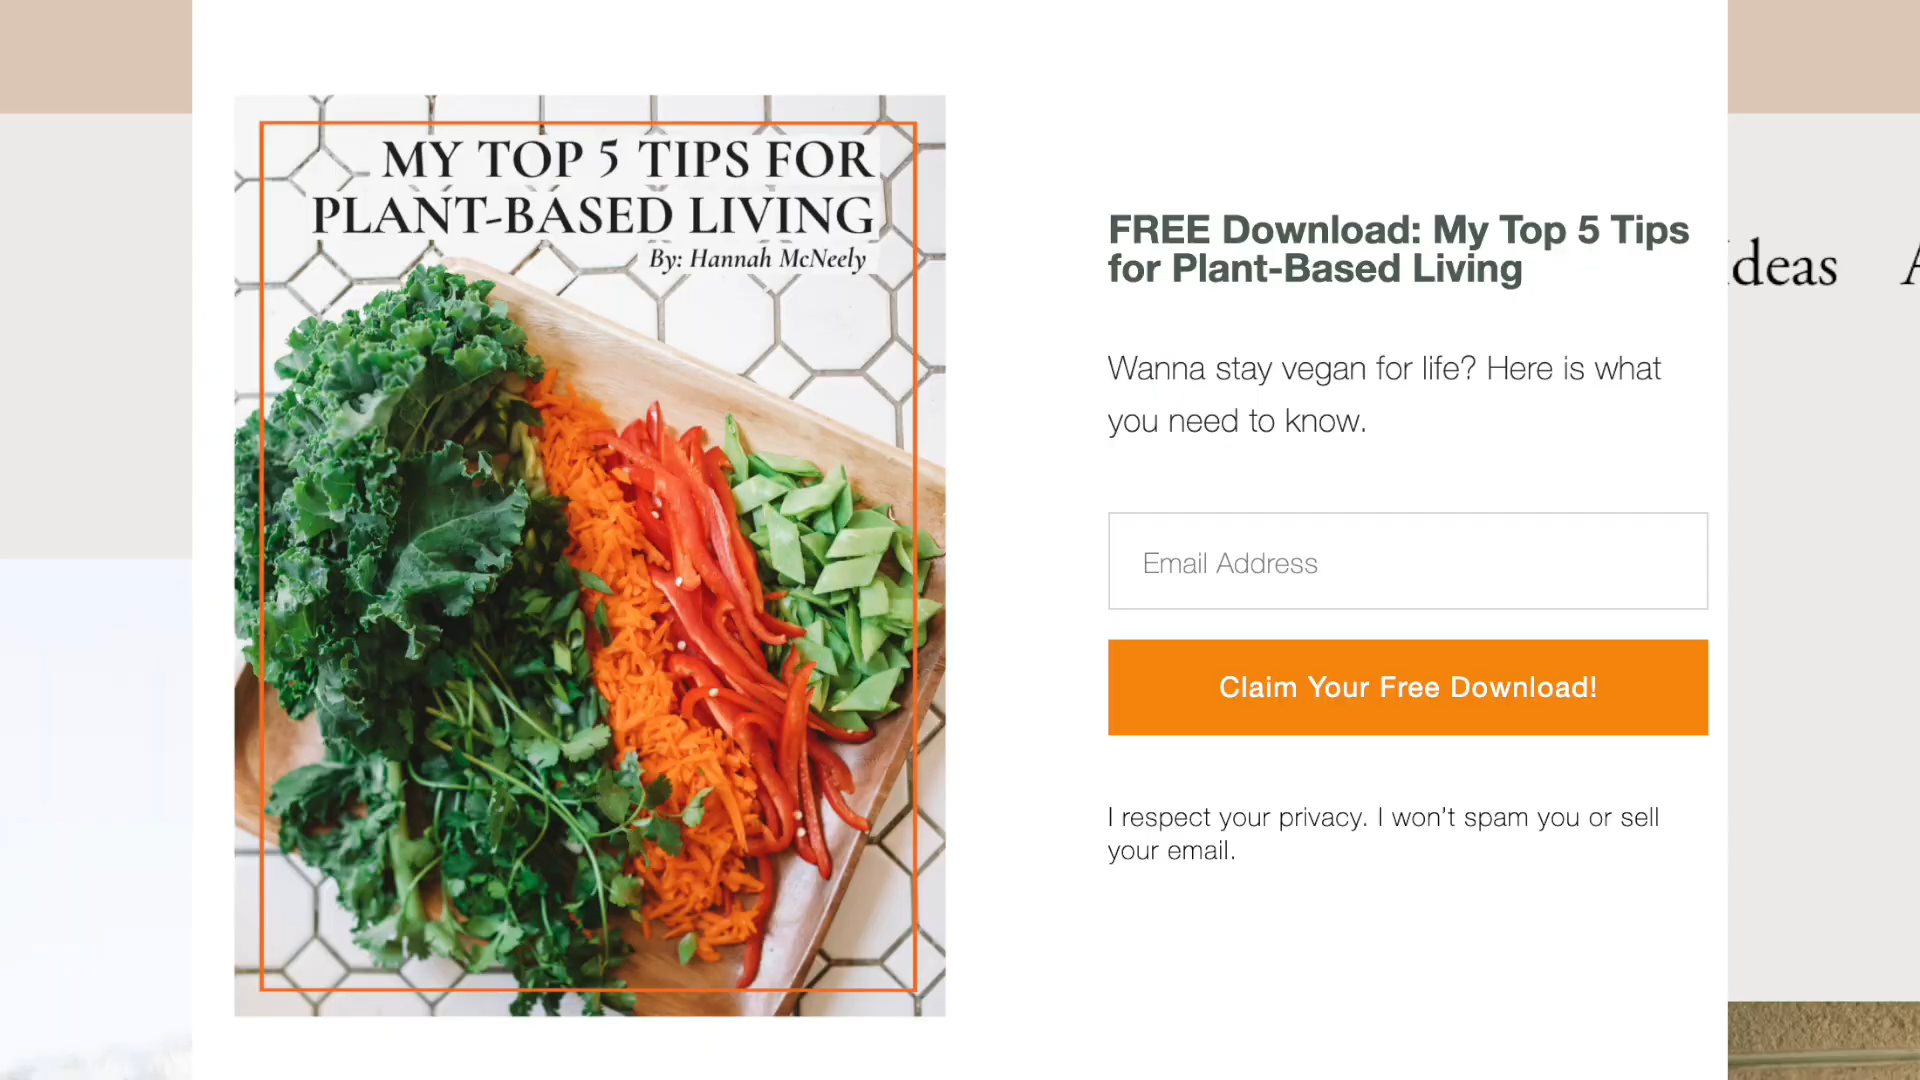 MY TOP 5 TIPS FOR
PLANT-BASED LIVING
By: Hannah McNeely
FREE Download: My Top 5 Tips
for Plant-Based Living
Wanna stay vegan for life? Here is what
you need to know.
Email Address
Claim Your Free Download!
I respect your privacy. I won't spam you or sell
your email.